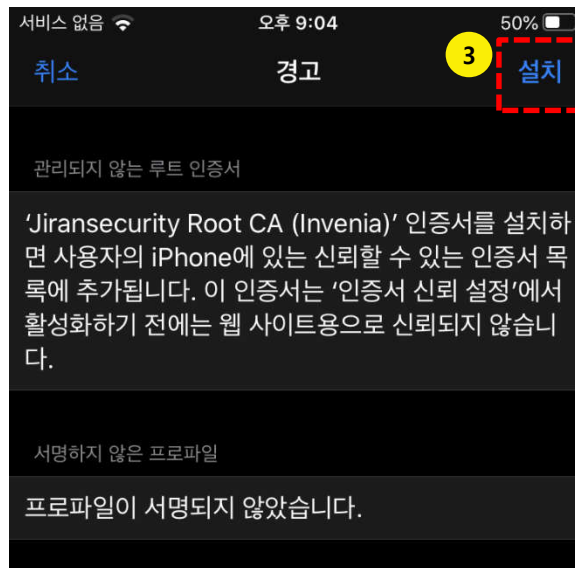 서비스 없음 오후 9:04 50%
취소 경고 3 설치
관리되지 않는 루트 인증서
‘Jiransecurity Root CA (Invenia)’ 인증서를 설치하
면 사용자의 iPhone에 있는 신뢰할 수 있는 인증서 목
록에 추가됩니다. 이 인증서는 ‘인증서 신뢰 설정’에서
활성화하기 전에는 웹 사이트용으로 신뢰되지 않습니
다.
서명하지 않은 프로파일
프로파일이 서명되지 않았습니다.